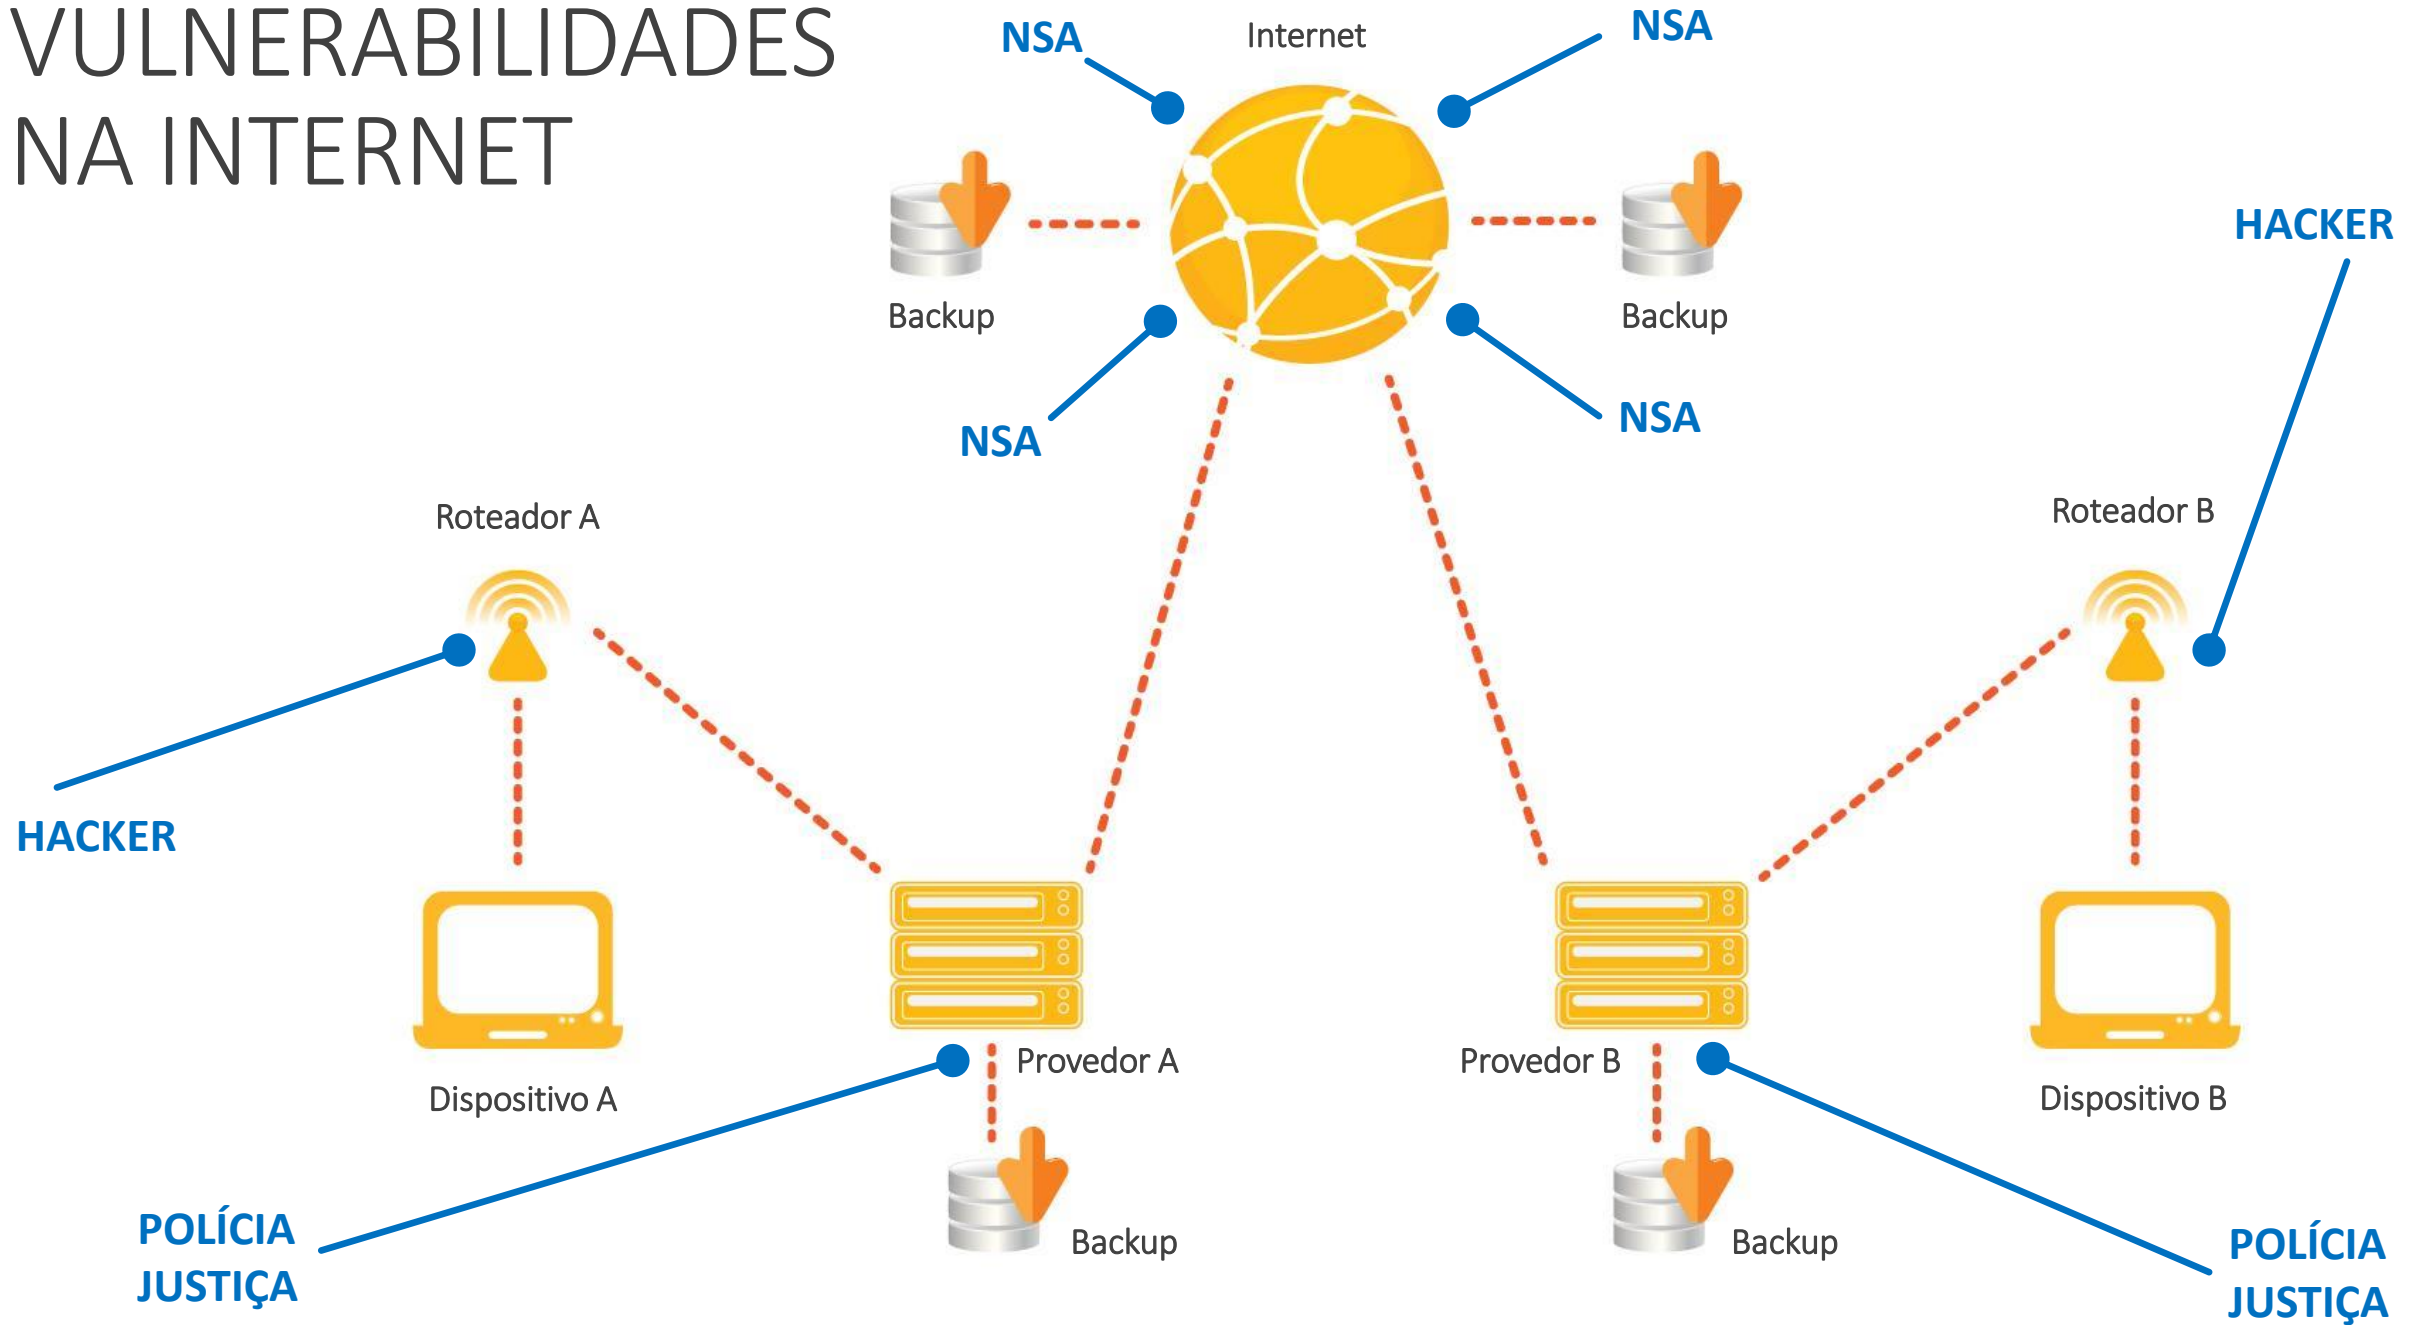 VULNERABILIDADES
NA INTERNET
NSA
Internet
NSA
Backup
Backup
HACKER
NSA
NSA
Roteador A
Roteador B
HACKER
Dispositivo A
Provedor A
Provedor B
Dispositivo B
Backup
Backup
POLÍCIA
JUSTIÇA
POLÍCIA
JUSTIÇA